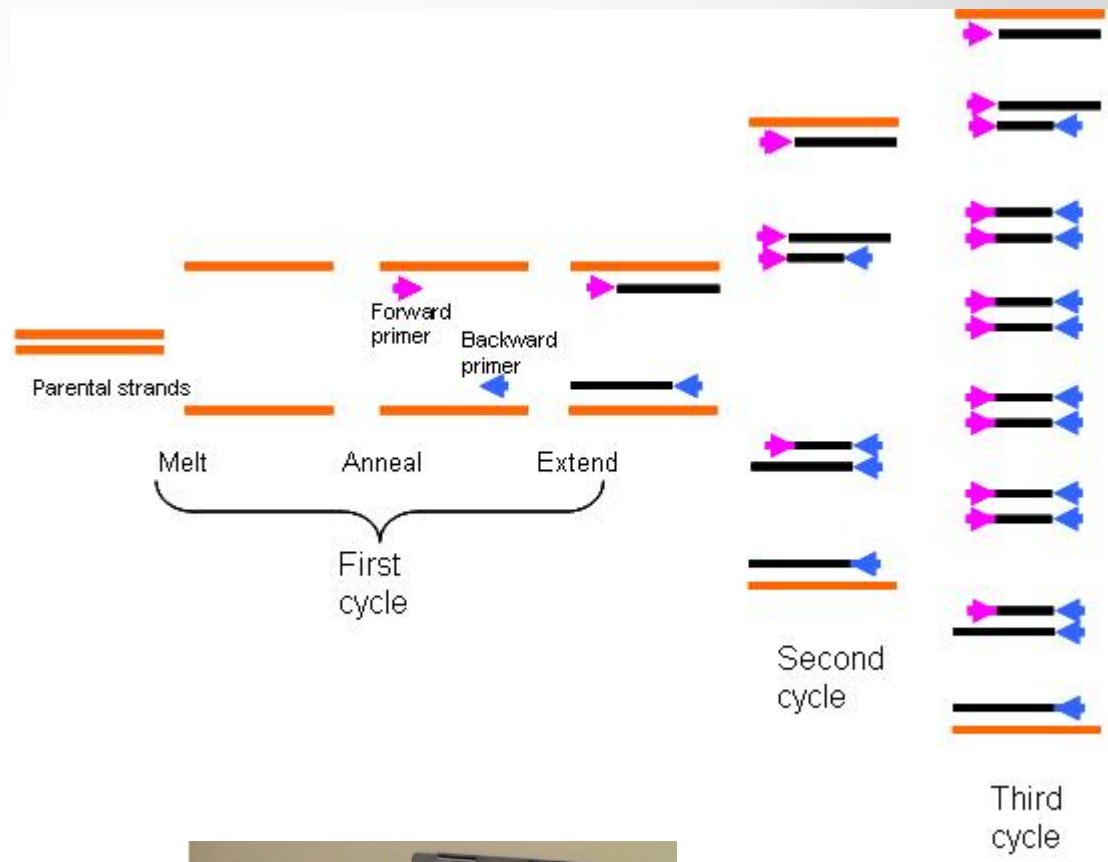 Forward
primer
Backward
primer
Parental strands
Melt
Anneal
Extend
First
cycle
Second
cycle
Third
cycle